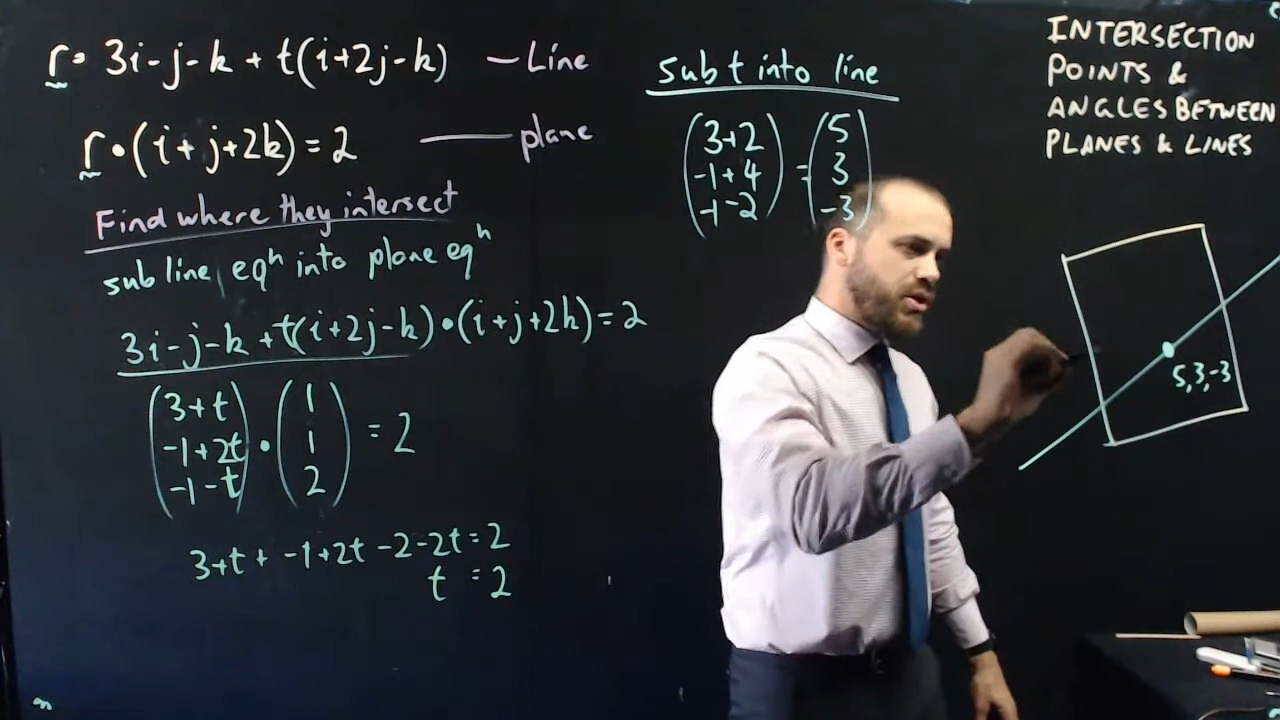 r = 3i-j-k + t(i+2j-k) — Line
r•(i+j+2k)=2 — plane
Find where they intersect
sub line eqⁿ into plane eqⁿ
3i-j-k+t(i+2j-k)•(i+j+2k)=2
(3+t) (1)
(-1+2t) • (1) = 2
(-1-t) (2)
3+t + -1+2t -2-2t=2
t = 2
sub t into line
(3+2) (5)
(-1+4) = (3)
(-1-2) (-3)
INTERSECTION
POINTS &
ANGLES BETWEEN
PLANES & LINES
5,3,-3